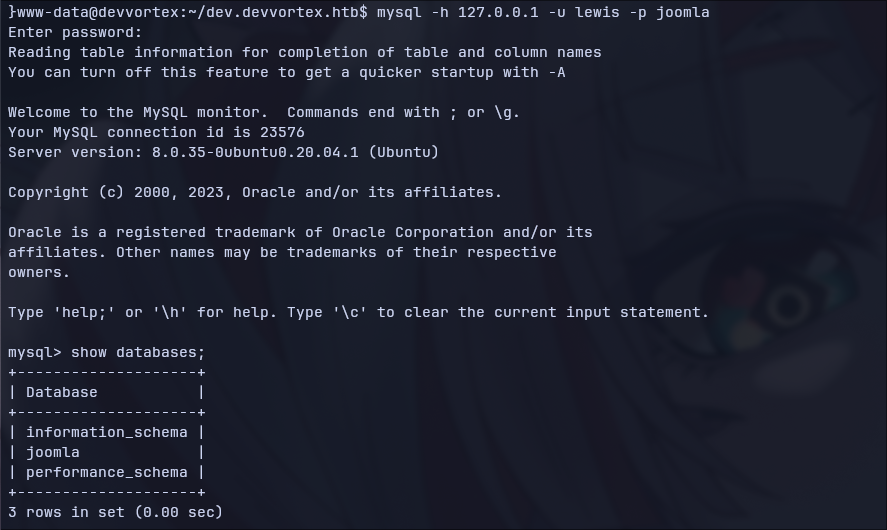 }www-data@devvortex:~/dev.devvortex.htb$ mysql -h 127.0.0.1 -u lewis -p joomla
Enter password:
Reading table information for completion of table and column names
You can turn off this feature to get a quicker startup with -A

Welcome to the MySQL monitor.  Commands end with ; or \g.
Your MySQL connection id is 23576
Server version: 8.0.35-0ubuntu0.20.04.1 (Ubuntu)

Copyright (c) 2000, 2023, Oracle and/or its affiliates.

Oracle is a registered trademark of Oracle Corporation and/or its
affiliates. Other names may be trademarks of their respective
owners.

Type 'help;' or '\h' for help. Type '\c' to clear the current input statement.

mysql> show databases;
+--------------------+
| Database           |
+--------------------+
| information_schema |
| joomla             |
| performance_schema |
+--------------------+
3 rows in set (0.00 sec)